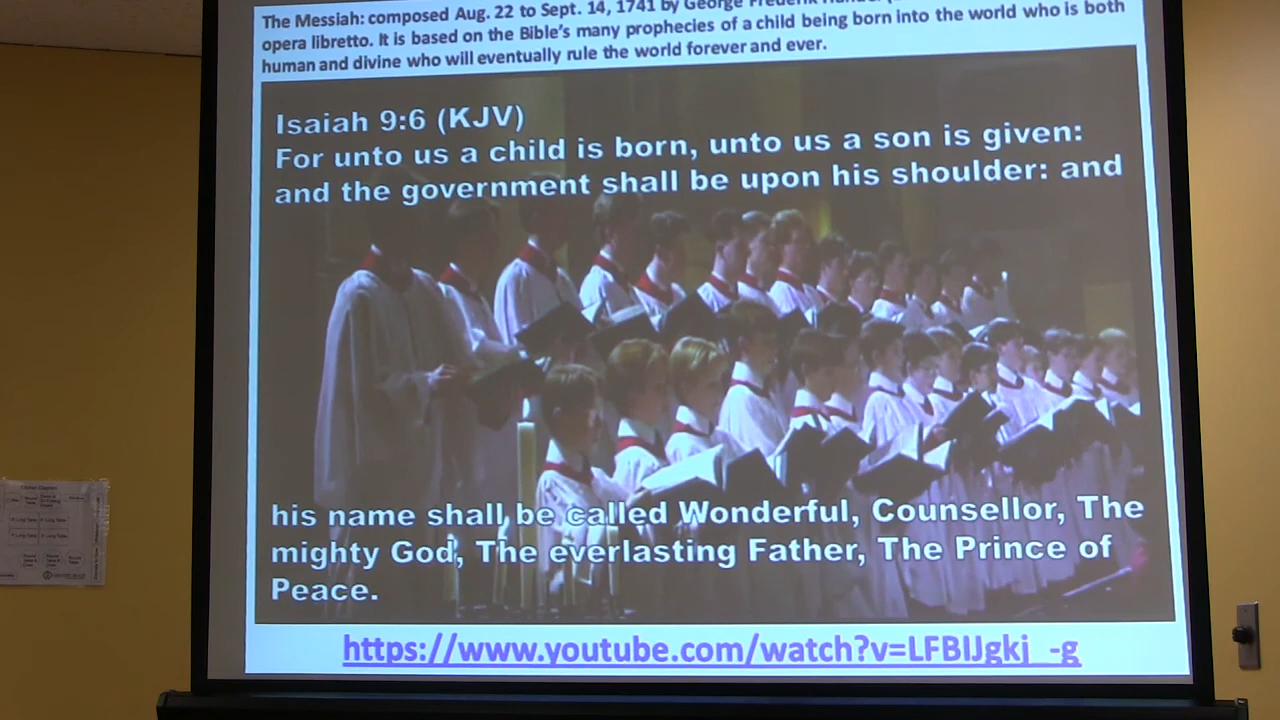 The Messiah: composed Aug. 22 to Sept. 14, 1741 by George Frederik
opera libretto. It is based on the Bible's many prophecies of a child being born into the world who is both
human and divine who will eventually rule the world forever and ever.
Isaiah 9:6 (KJV)
For unto us a child is born, unto us a son is given:
and the government shall be upon his shoulder: and
his name shall be called Wonderful, Counsellor, The
mighty God, The everlasting Father, The Prince of
Peace.
https://www.youtube.com/watch?v=LFBIJgkj_-g